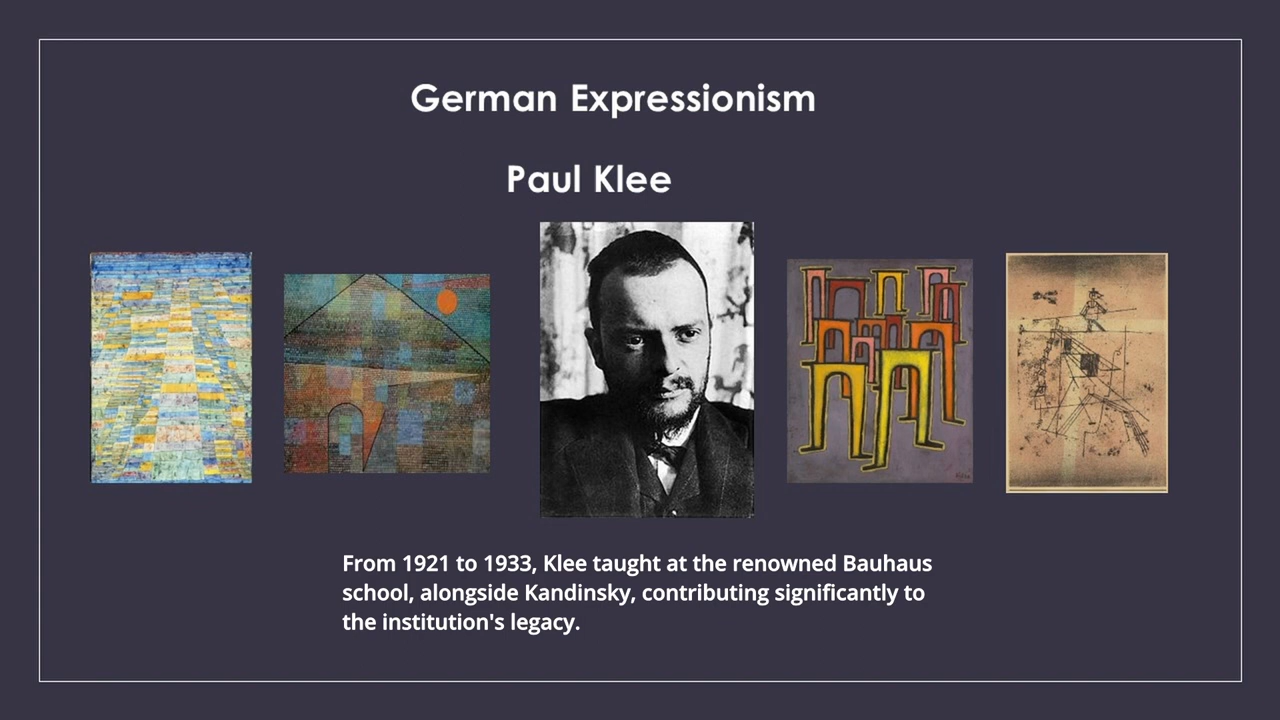 German Expressionism
Paul Klee
From 1921 to 1933, Klee taught at the renowned Bauhaus
school, alongside Kandinsky, contributing significantly to
the institution's legacy.